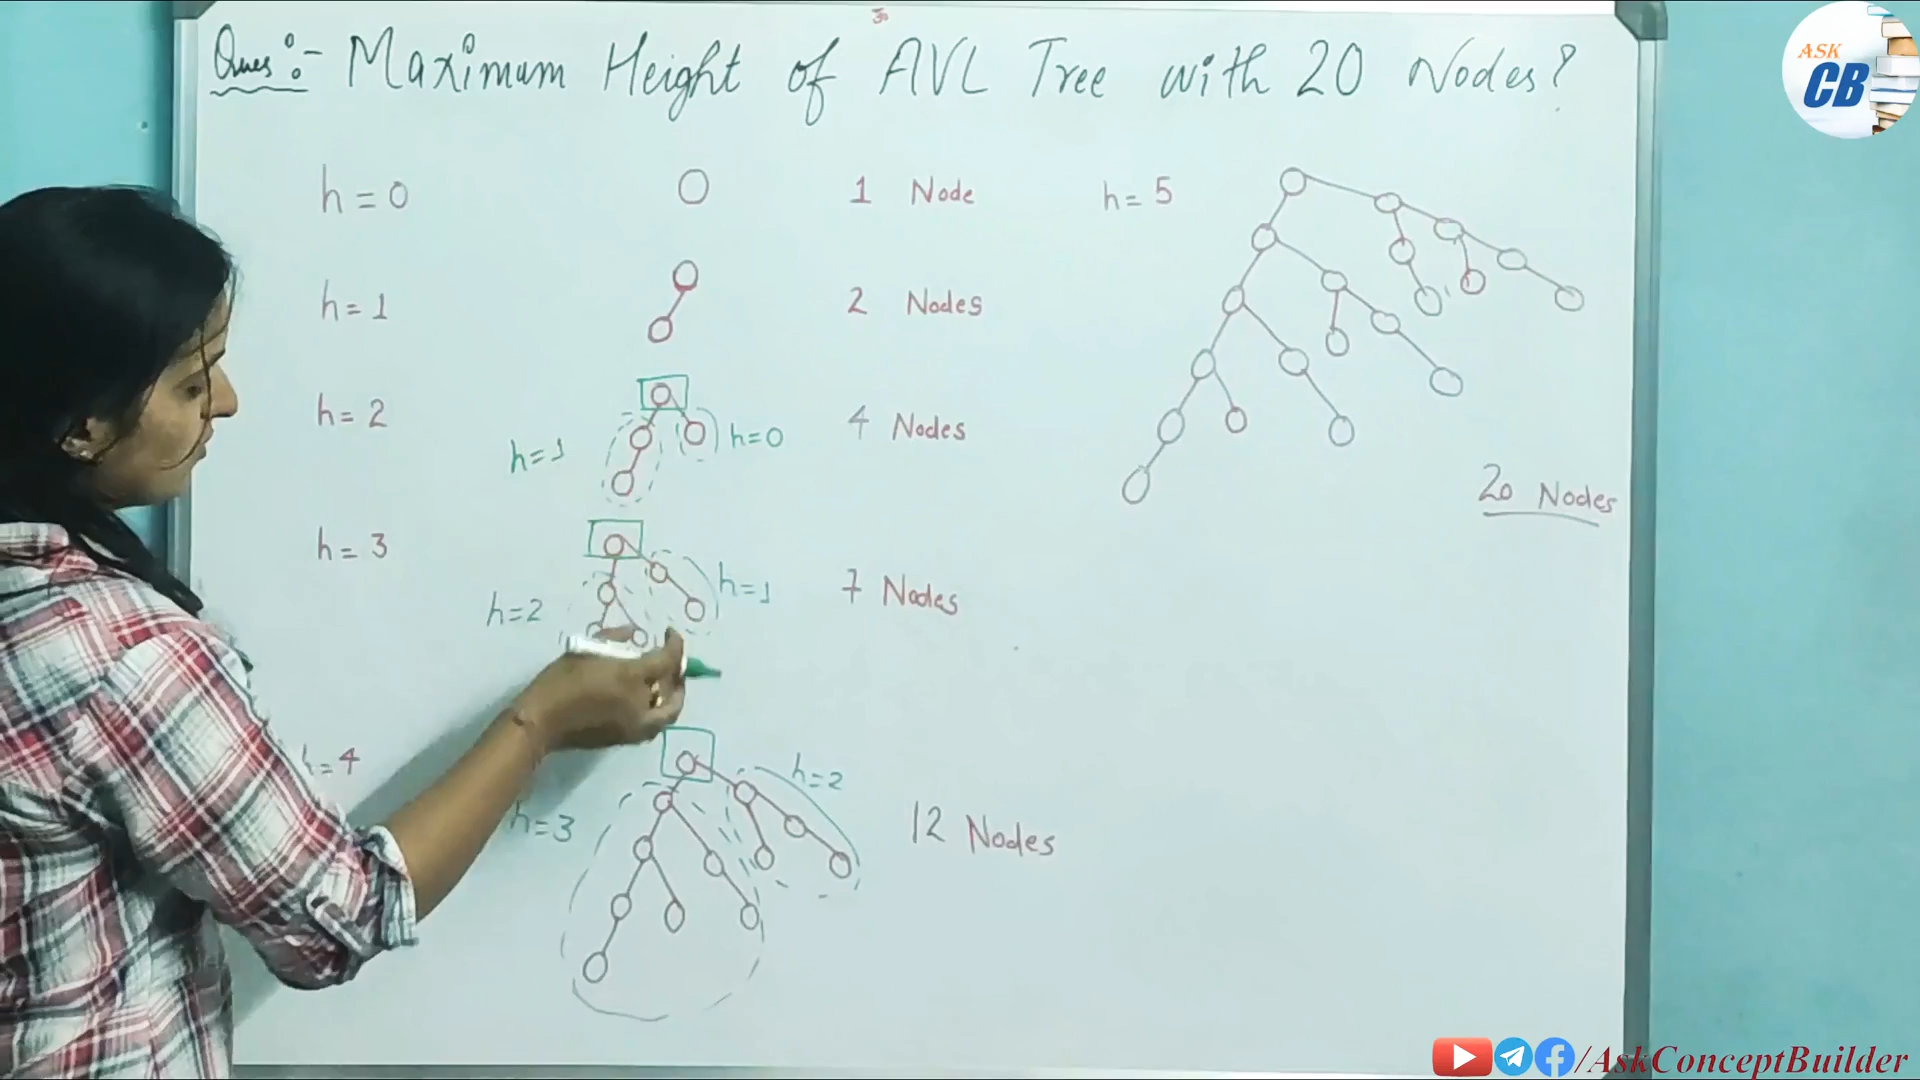 Ques:- Maximum Height of AVL Tree with 20 Nodes?
ASK
CB
h = 0 1 Node
h = 5
h = 1 2 Nodes
h = 2 4 Nodes
h=1 h=0
20 Nodes
h = 3 7 Nodes
h=2 h=1
h=4 12 Nodes
h=3 h=2
/AskConceptBuilder